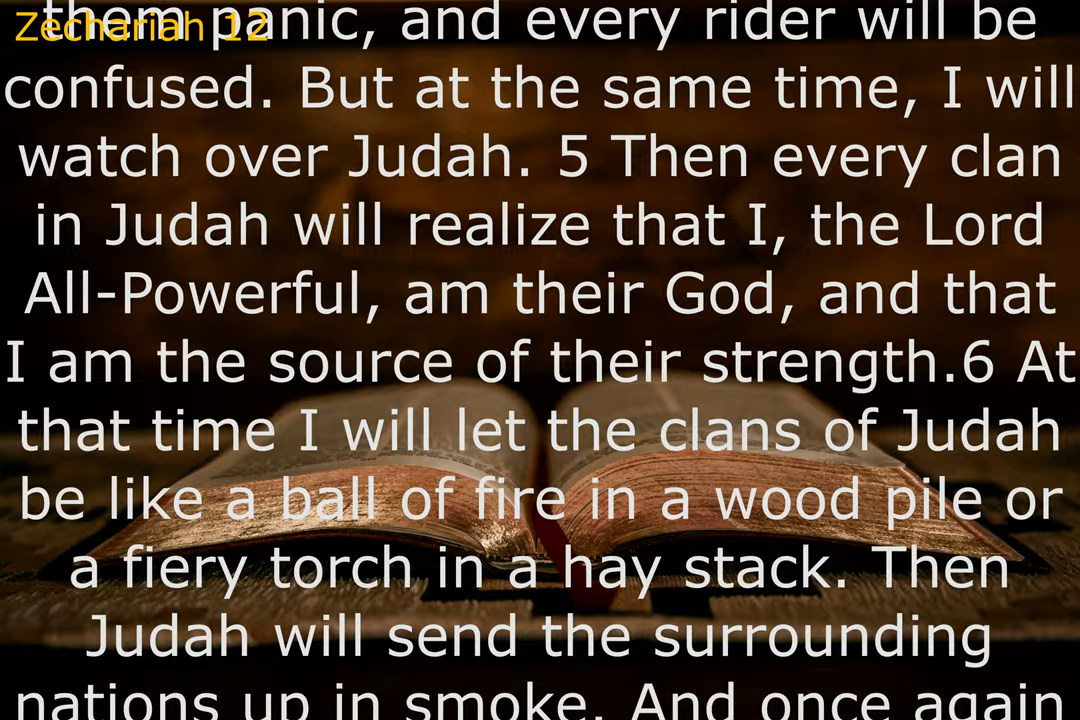 Zechariah 12
them panic, and every rider will be
confused. But at the same time, I will
watch over Judah. 5 Then every clan
in Judah will realize that I, the Lord
All-Powerful, am their God, and that
I am the source of their strength.6 At
that time I will let the clans of Judah
be like a ball of fire in a wood pile or
a fiery torch in a hay stack. Then
Judah will send the surrounding
nations up in smoke. And once again